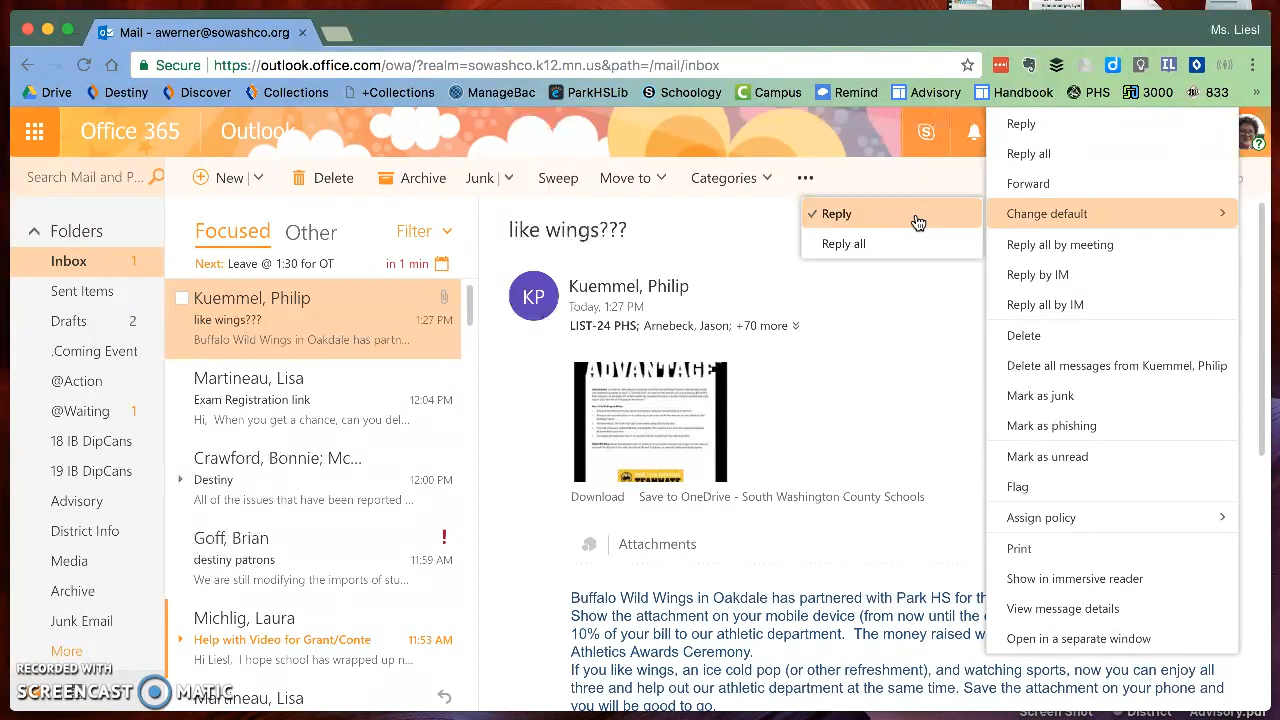 Mail - awerner@sowashco.org
Ms. Liesl
Secure https://outlook.office.com/owa/?realm=sowashco.k12.mn.us&path=/mail/inbox
Drive Destiny Discover Collections +Collections ManageBac ParkHSLib Schoology Campus Remind Advisory Handbook PHS 3000 833 »
Office 365 Outlook
Search Mail and P...
New Delete Archive Junk Sweep Move to Categories •••
Folders
Inbox 1
Sent Items
Drafts 2
.Coming Event
@Action
@Waiting 1
18 IB DipCans
19 IB DipCans
Advisory
District Info
Media
Archive
Junk Email
More
Focused Other Filter
Next: Leave @ 1:30 for OT in 1 min
Kuemmel, Philip
like wings??? 1:27 PM
Buffalo Wild Wings in Oakdale has partn...
Martineau, Lisa
Exam Registration link 12:04 PM
When you get a chance...
Crawford, Bonnie; Mc...
Destiny 12:00 PM
All of the issues that have been reported ...
Goff, Brian !
destiny patrons 11:59 AM
We are still modifying the imports of stu...
Michlig, Laura
Help with Video for Grant/Conte 11:53 AM
Hi Liesl, I hope school has wrapped up n...
Martineau, Lisa
like wings???
KP
Kuemmel, Philip
Today, 1:27 PM
LIST-24 PHS; Arnebeck, Jason; +70 more
ADVANTAGE
TEAMMATE
Download Save to OneDrive - South Washington County Schools
Attachments
Buffalo Wild Wings in Oakdale has partnered with Park HS for th
Show the attachment on your mobile device (from now until the
10% of your bill to our athletic department. The money raised w
Athletics Awards Ceremony.
If you like wings, an ice cold pop (or other refreshment), and watching sports, now you can enjoy all
three and help out our athletic department at the same time. Save the attachment on your phone and
you will be good to go.
✓ Reply
Reply all
Reply
Reply all
Forward
Change default
Reply all by meeting
Reply by IM
Reply all by IM
Delete
Delete all messages from Kuemmel, Philip
Mark as junk
Mark as phishing
Mark as unread
Flag
Assign policy
Print
Show in immersive reader
View message details
Open in a separate window
RECORDED WITH
SCREENCAST MATIC
Screen Shot District Advisory.pdf